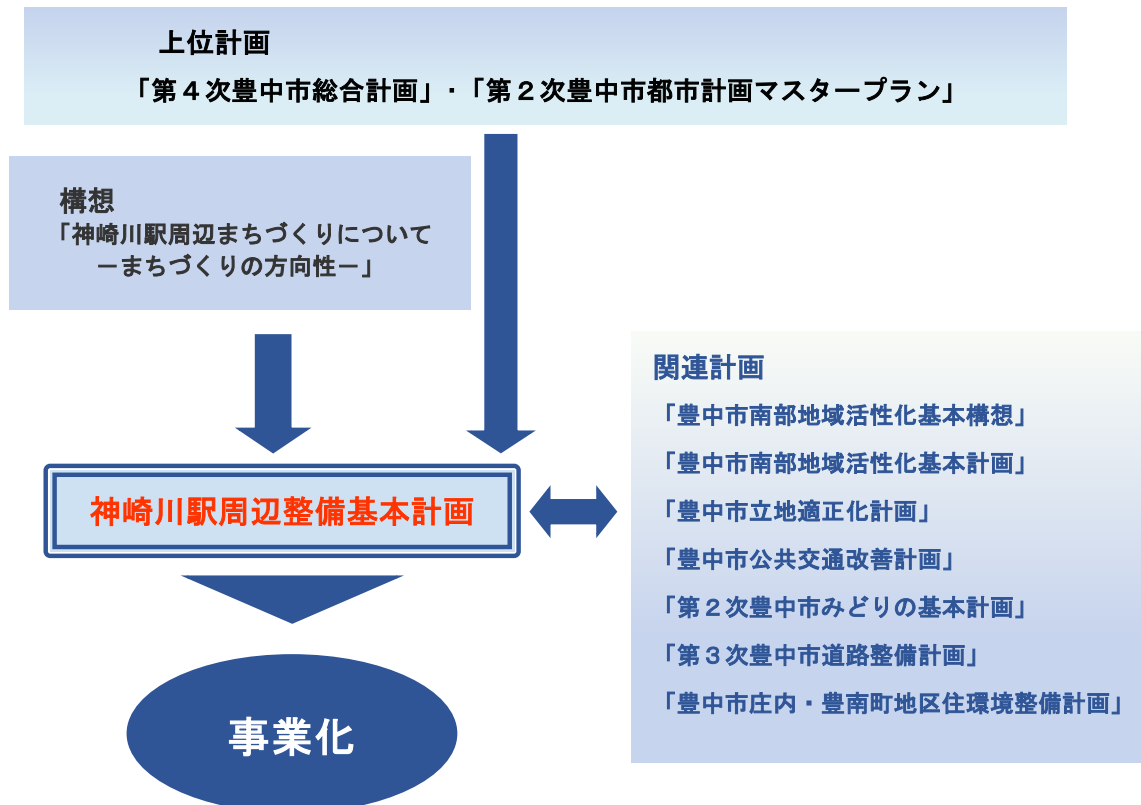 上位計画
「第４次豊中市総合計画」・「第２次豊中市都市計画マスタープラン」
構想
「神崎川駅周辺まちづくりについて
－まちづくりの方向性－」
神崎川駅周辺整備基本計画
事業化
関連計画
「豊中市南部地域活性化基本構想」
「豊中市南部地域活性化基本計画」
「豊中市立地適正化計画」
「豊中市公共交通改善計画」
「第２次豊中市みどりの基本計画」
「第３次豊中市道路整備計画」
「豊中市庄内・豊南町地区住環境整備計画」